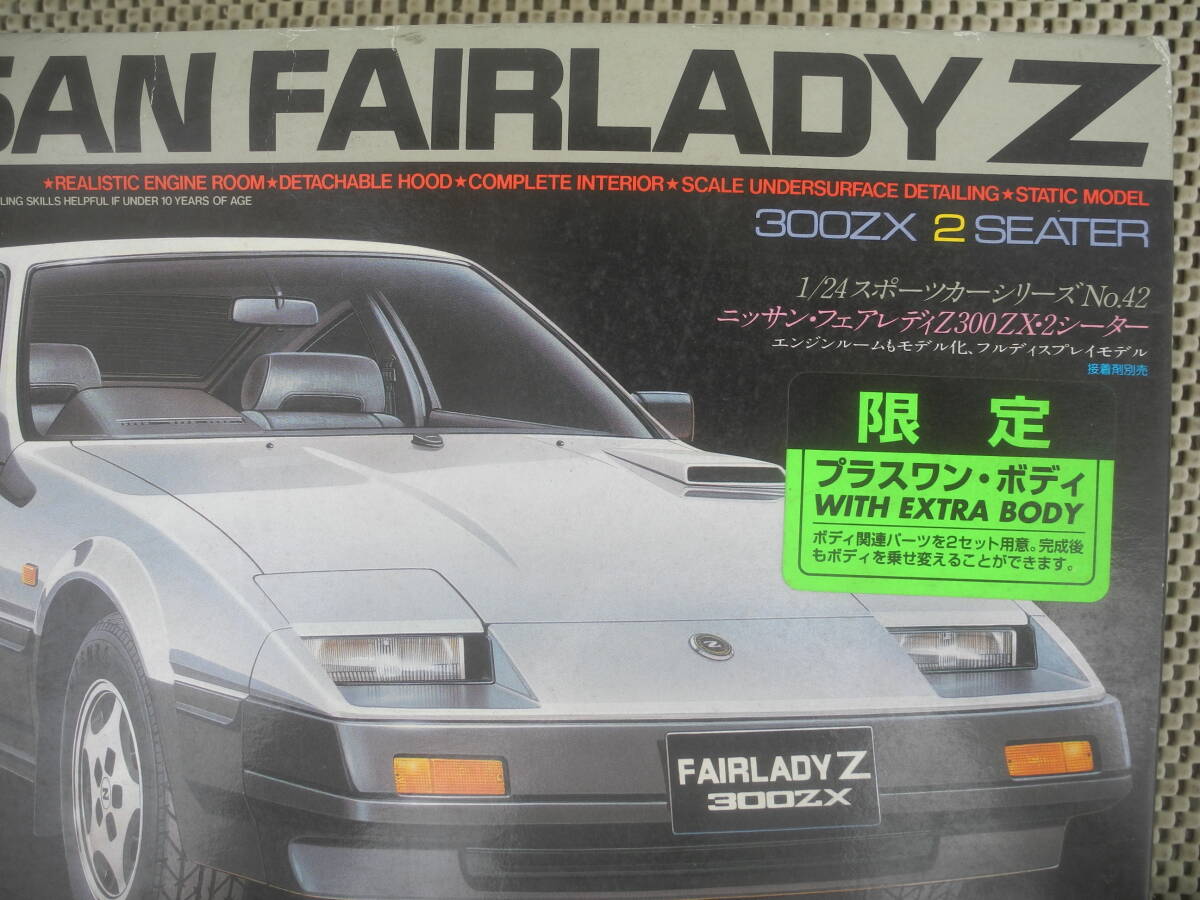 SAN FAIRLADY Z
★REALISTIC ENGINE ROOM★DETACHABLE HOOD★COMPLETE INTERIOR★SCALE UNDERSURFACE DETAILING★STATIC MODEL
LING SKILLS HELPFUL IF UNDER 10 YEARS OF AGE
300ZX 2 SEATER
1/24スポーツカーシリーズNo.42
ニッサン・フェアレディZ300ZX・2シーター
エンジンルームもモデル化、フルディスプレイモデル
接着剤別売
限 定
プラスワン・ボディ
WITH EXTRA BODY
ボディ関連パーツを2セット用意。完成後
もボディを乗せ変えることができます。
Z
FAIRLADY Z
300ZX
Z